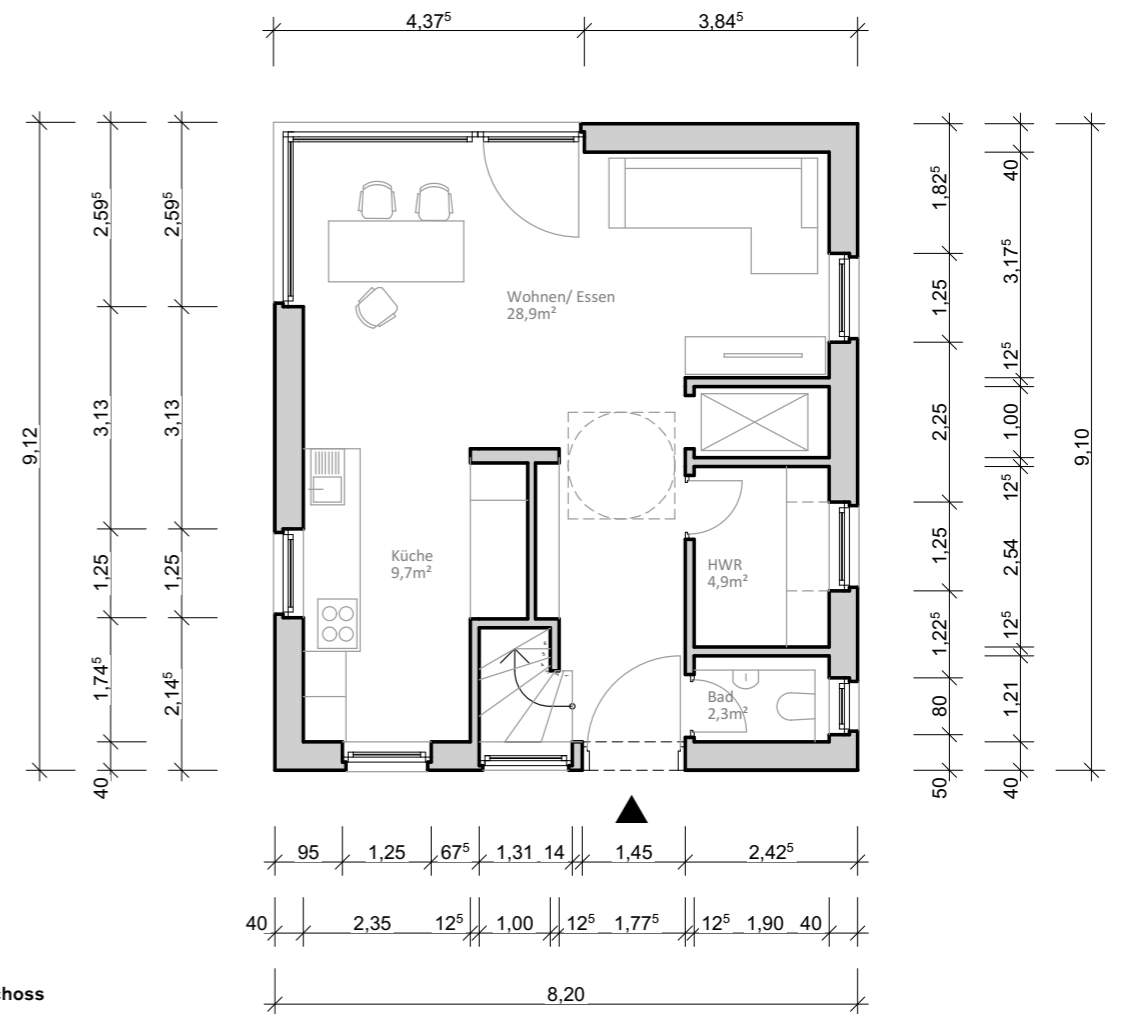 4,37⁵ 3,84⁵
9,12
2,59⁵
3,13
1,25
1,74⁵
40
2,59⁵
3,13
1,25
2,14⁵
Wohnen/ Essen
28,9m²
Küche
9,7m²
HWR
4,9m²
Bad
2,3m²
1,82⁵
1,25
2,25
1,25
1,22⁵
80
50
40
3,17⁵
12⁵
1,00
12⁵
2,54
12⁵
1,21
40
9,10
95 1,25 67⁵ 1,31 14 1,45 2,42⁵
40 2,35 12⁵ 1,00 12⁵ 1,77⁵ 12⁵ 1,90 40
8,20
hoss